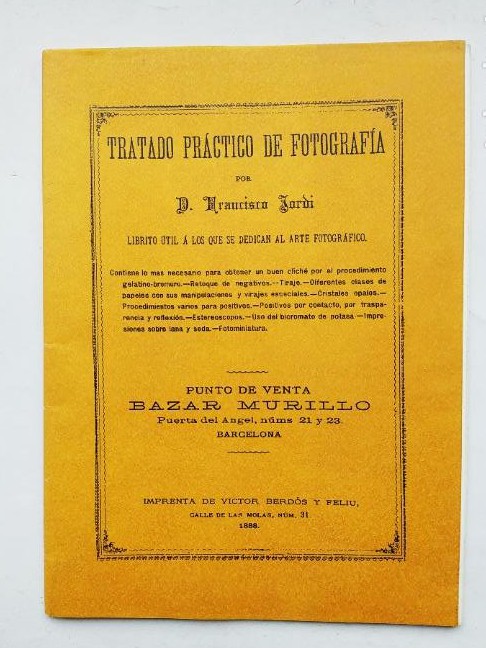 TRATADO PRÁCTICO DE FOTOGRAFÍA
POR
D. Francisco Jordi
LIBRITO ÚTIL Á LOS QUE SE DEDICAN AL ARTE FOTOGRÁFICO.
Contiene lo mas necesario para obtener un buen cliché por el procedimiento
gelatino-bromuro.—Retoque de negativos.—Tiraje.—Diferentes clases de
papeles con sus manipulaciones y virajes especiales.—Cristales opalos.—
Procedimientos varios para positivos.—Positivos por contacto, por traspa-
rencia y reflexión.—Estereoscopos.—Uso del bicromato de potasa.—Impre-
siones sobre lana y seda.—Fotominiatura.
PUNTO DE VENTA
BAZAR MURILLO
Puerta del Angel, núms 21 y 23.
BARCELONA
IMPRENTA DE VICTOR BERDÓS Y FELIU,
CALLE DE LAS MOLAS, NÚM. 31
1888.